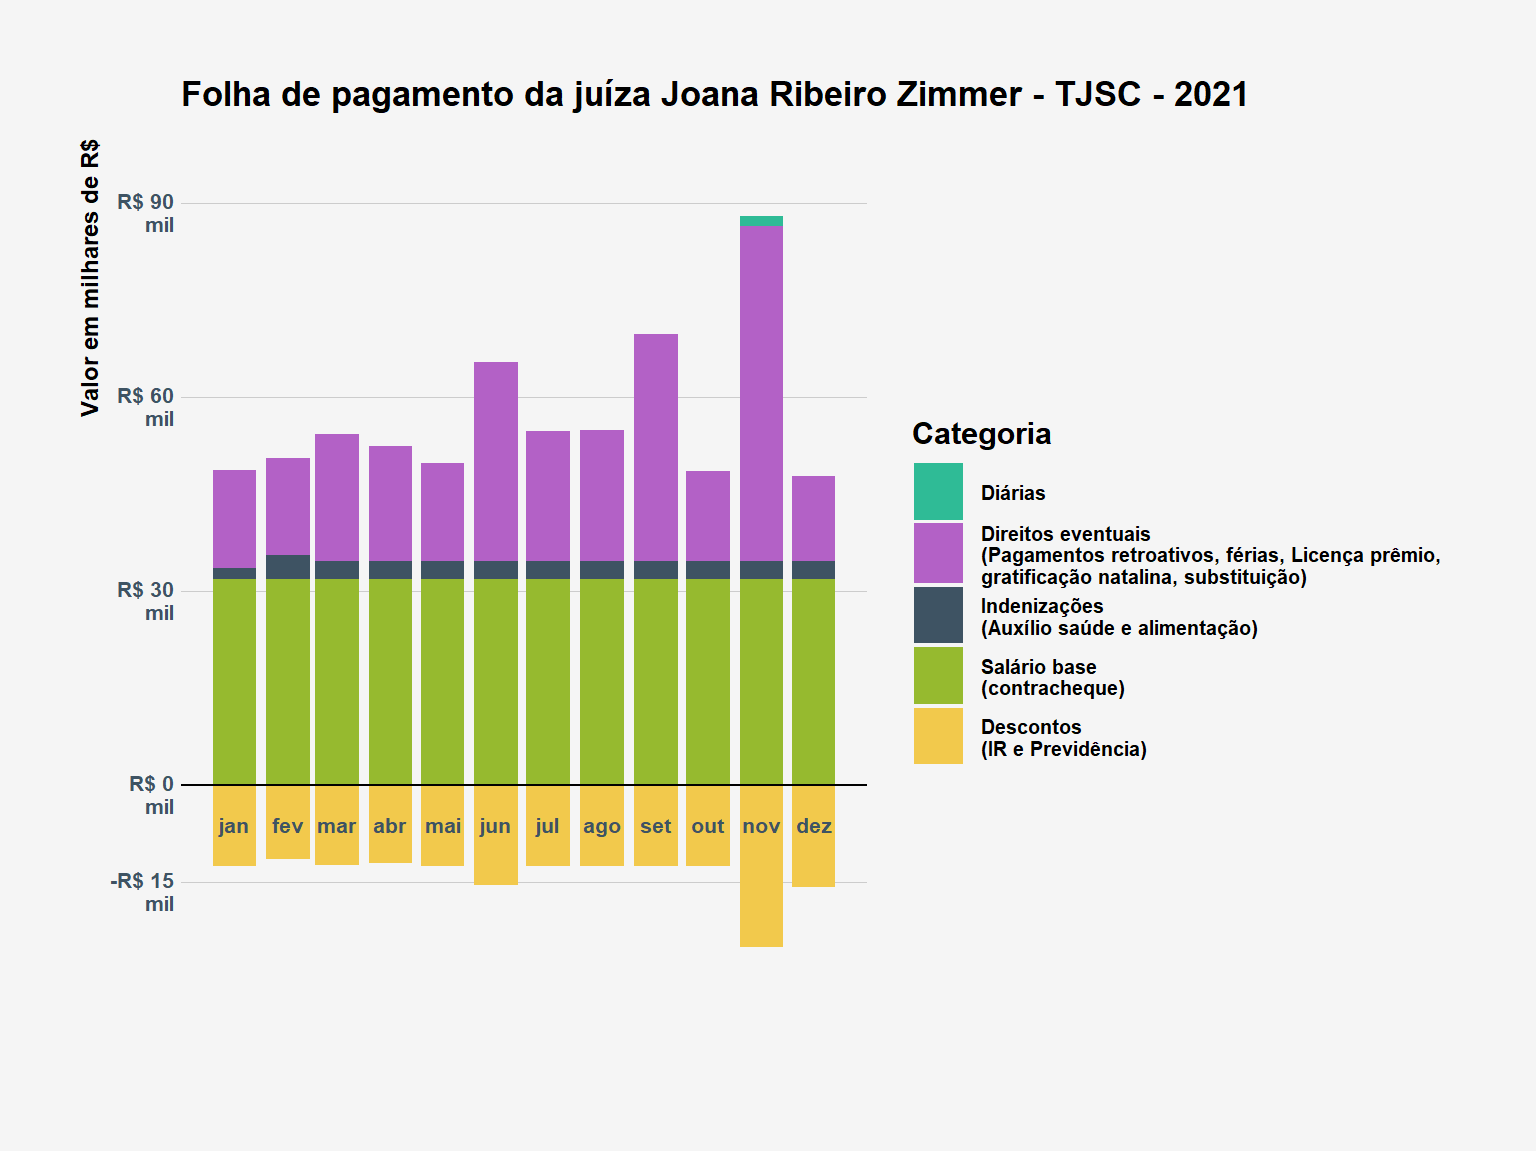 Folha de pagamento da juíza Joana Ribeiro Zimmer - TJSC - 2021
Valor em milhares de R$
R$ 90
mil
R$ 60
mil
R$ 30
mil
R$ 0
mil
-R$ 15
mil
jan fev mar abr mai jun jul ago set out nov dez
Categoria
Diárias
Direitos eventuais
(Pagamentos retroativos, férias, Licença prêmio,
gratificação natalina, substituição)
Indenizações
(Auxílio saúde e alimentação)
Salário base
(contracheque)
Descontos
(IR e Previdência)